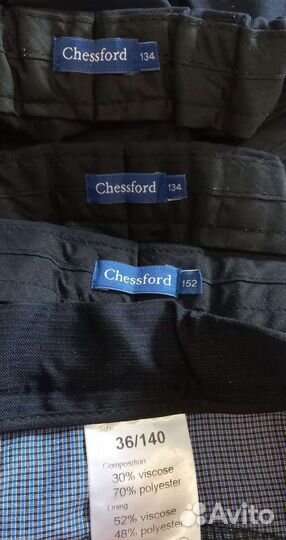 Chessford 134
Chessford 134
Chessford 152
Size
36/140
Composition
30% viscose
70% polyester
Lining
52% viscose
48% polyester
Avito